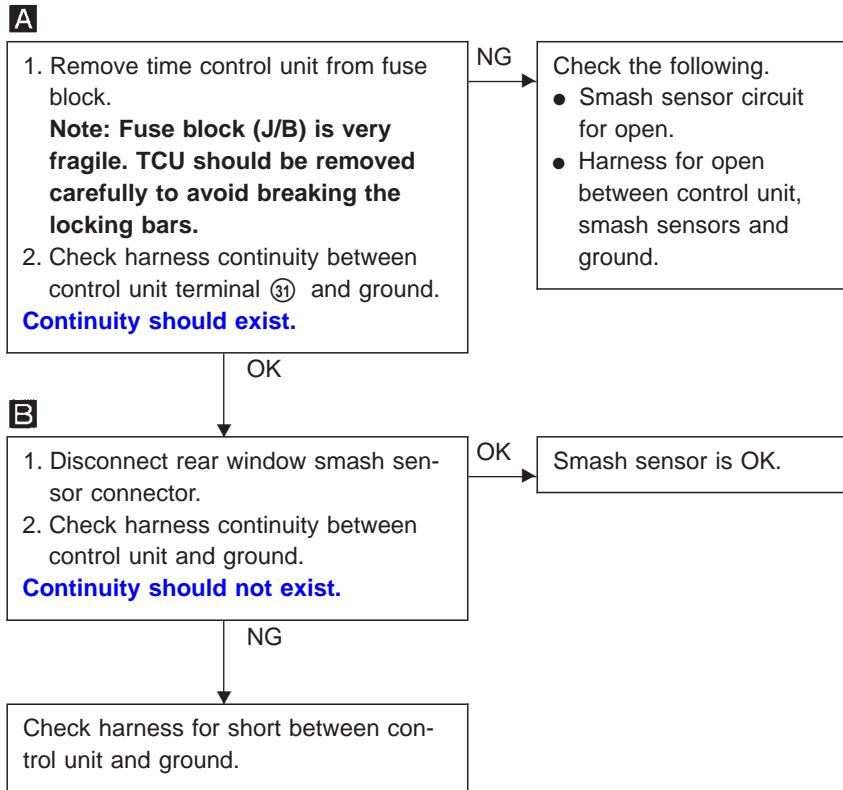 A
1. Remove time control unit from fuse
block.
Note: Fuse block (J/B) is very
fragile. TCU should be removed
carefully to avoid breaking the
locking bars.
2. Check harness continuity between
control unit terminal ㉛ and ground.
Continuity should exist.
NG
Check the following.
● Smash sensor circuit
for open.
● Harness for open
between control unit,
smash sensors and
ground.
OK
B
1. Disconnect rear window smash sen-
sor connector.
2. Check harness continuity between
control unit and ground.
Continuity should not exist.
OK
Smash sensor is OK.
NG
Check harness for short between con-
trol unit and ground.